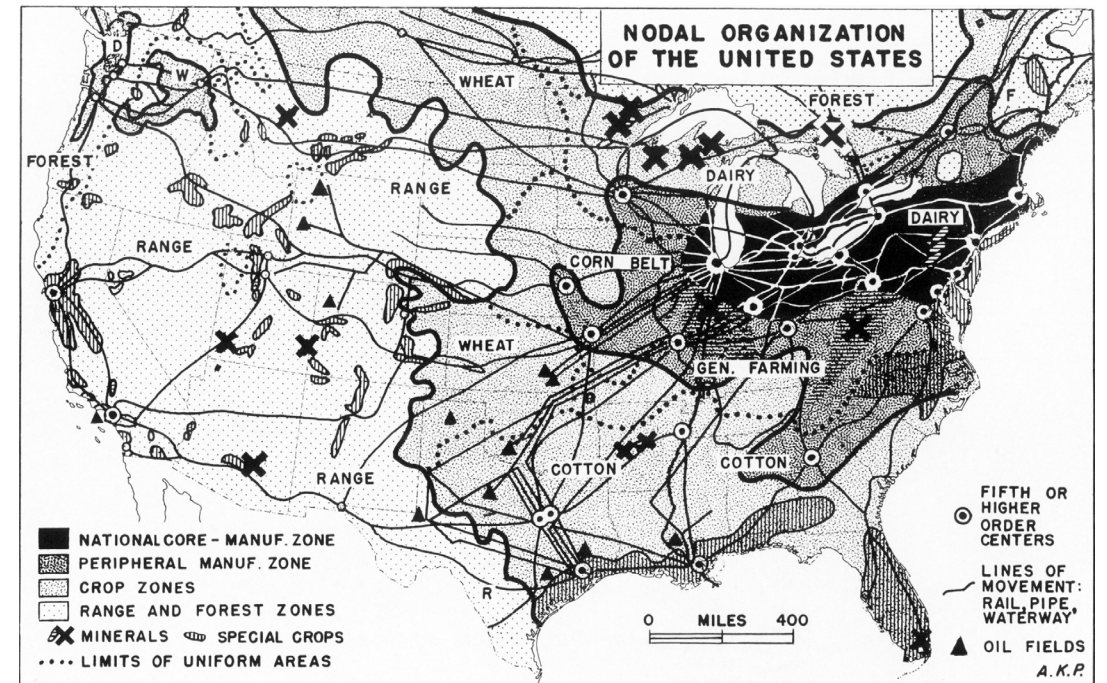 NODAL ORGANIZATION
OF THE UNITED STATES
D
W
WHEAT
FOREST
F
FOREST
RANGE
DAIRY
DAIRY
RANGE
CORN BELT
WHEAT
GEN. FARMING
RANGE
COTTON
COTTON
R
NATIONAL CORE - MANUF. ZONE
PERIPHERAL MANUF. ZONE
CROP ZONES
RANGE AND FOREST ZONES
MINERALS
SPECIAL CROPS
LIMITS OF UNIFORM AREAS
0 MILES 400
FIFTH OR
HIGHER
ORDER
CENTERS
LINES OF
MOVEMENT:
RAIL, PIPE,
WATERWAY
OIL FIELDS
A.K.P.